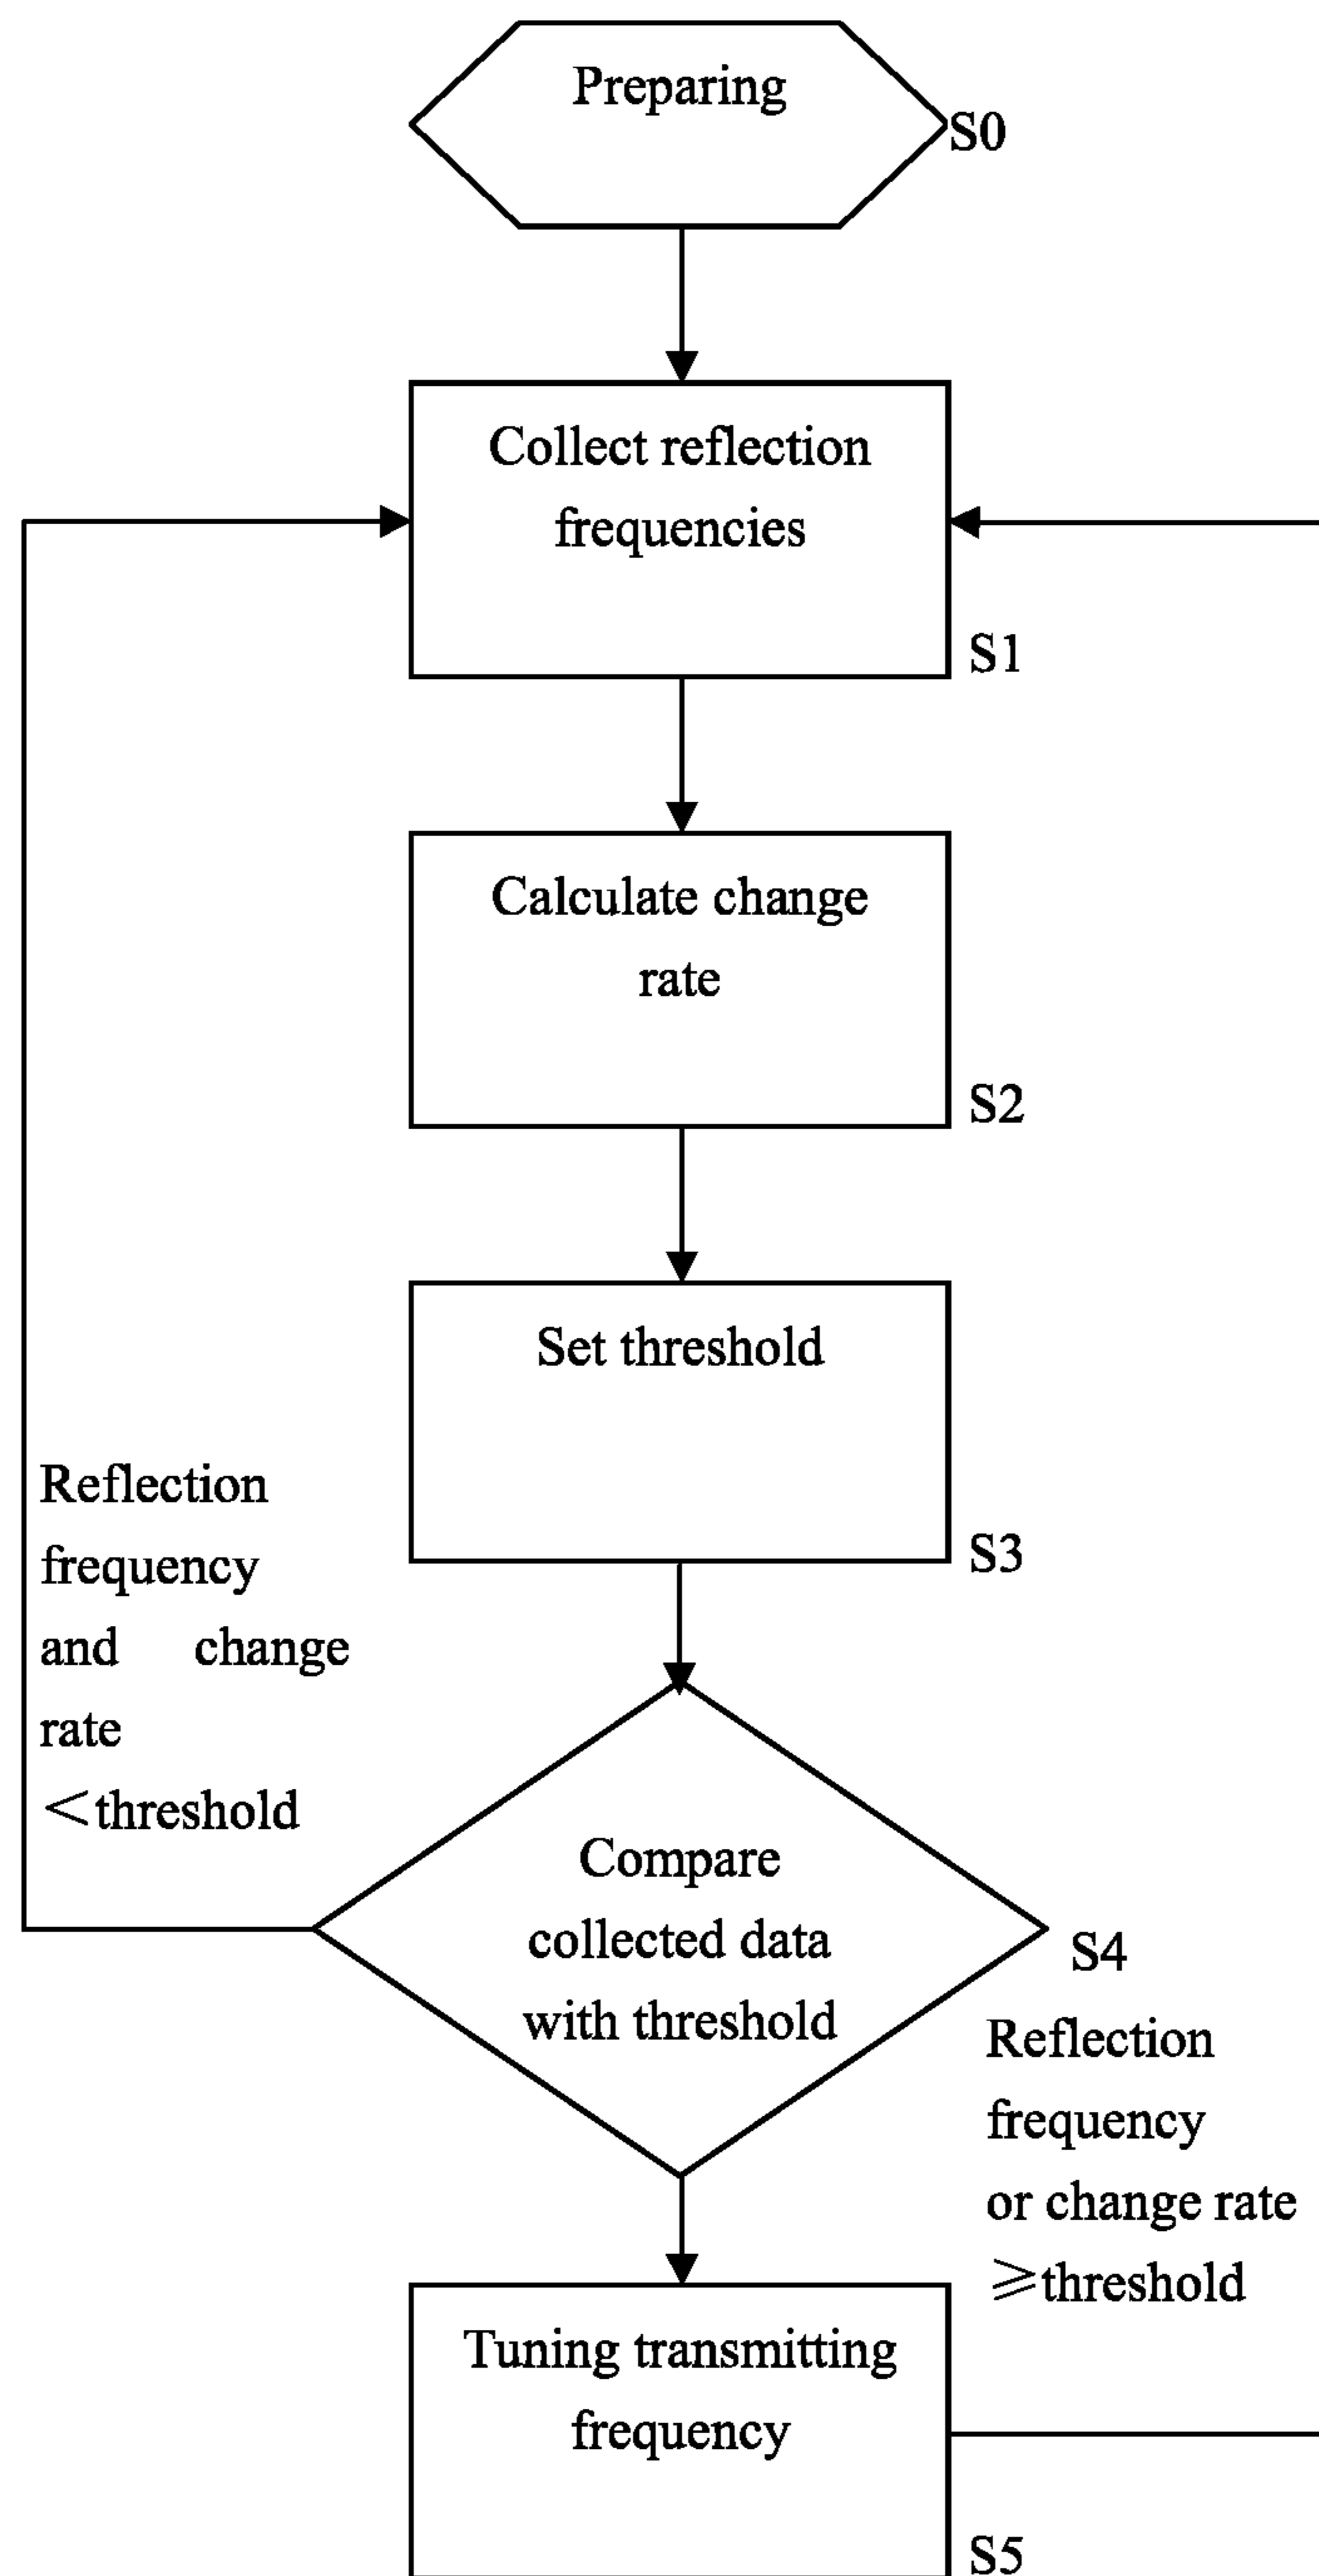 Preparing
S0
Collect reflection
frequencies
S1
Calculate change
rate
S2
Set threshold
S3
Reflection
frequency
and change
rate
<threshold
Compare
collected data
with threshold
S4
Reflection
frequency
or change rate
⩾threshold
Tuning transmitting
frequency
S5